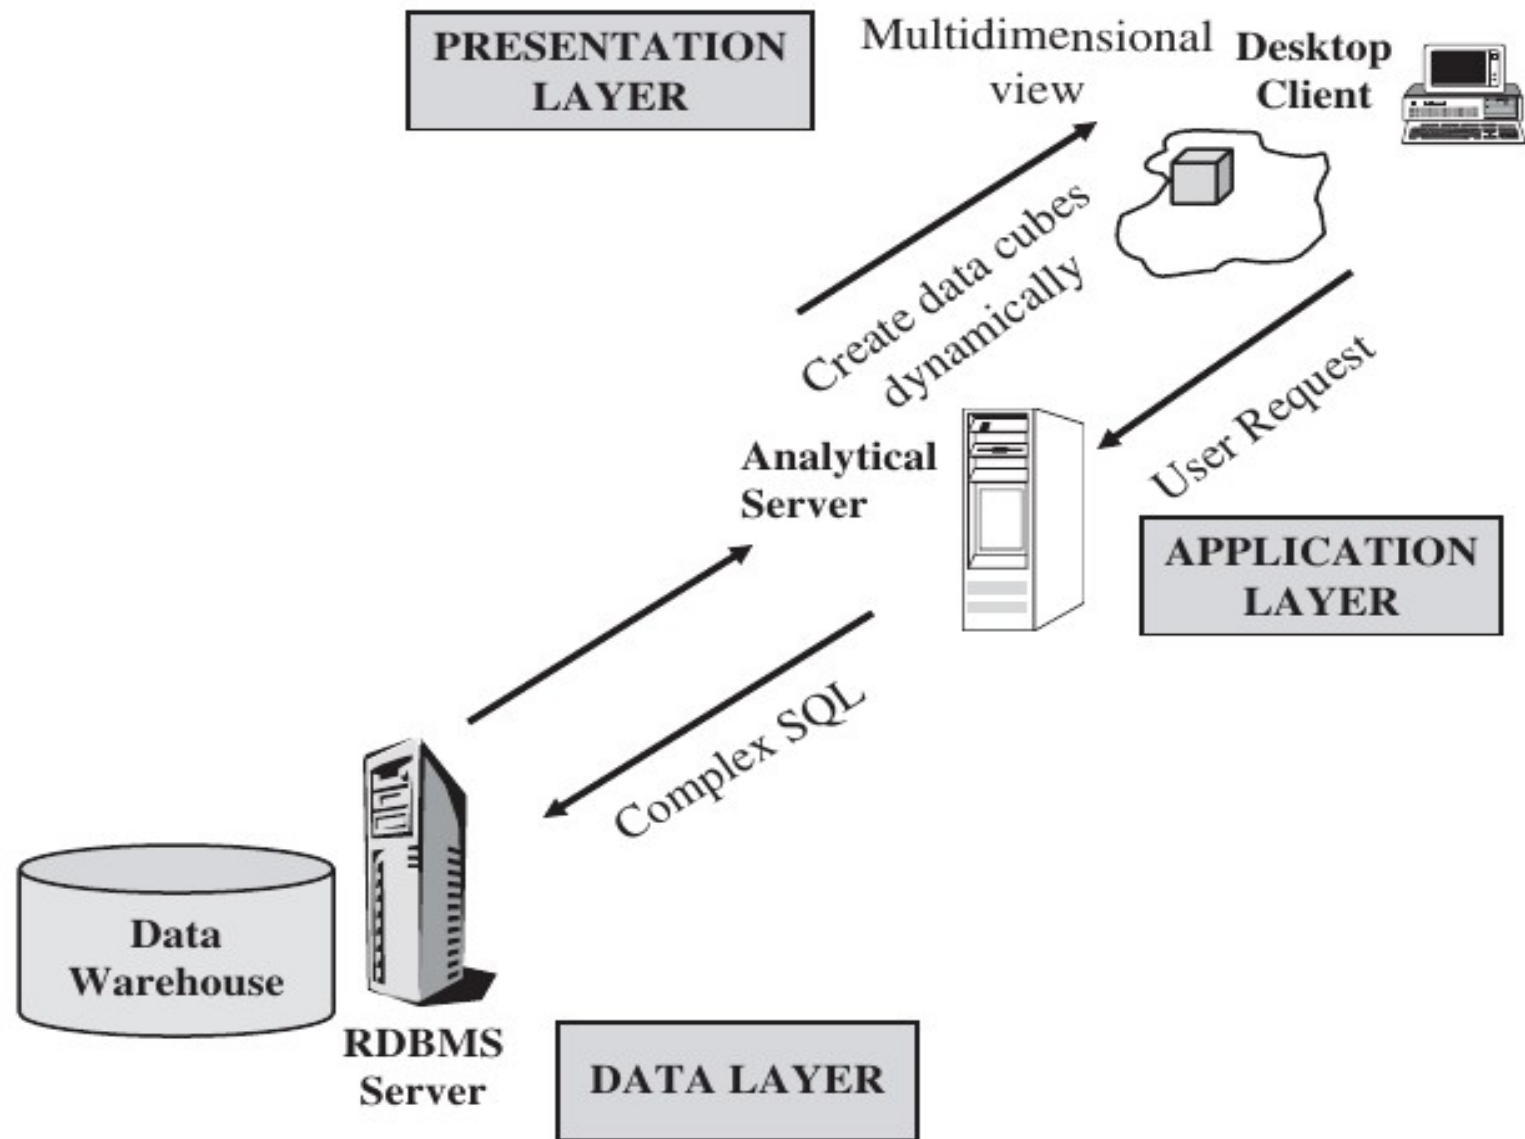 PRESENTATION
LAYER
Multidimensional
view
Desktop
Client
Create data cubes
dynamically
User Request
Analytical
Server
APPLICATION
LAYER
Complex SQL
Data
Warehouse
RDBMS
Server
DATA LAYER